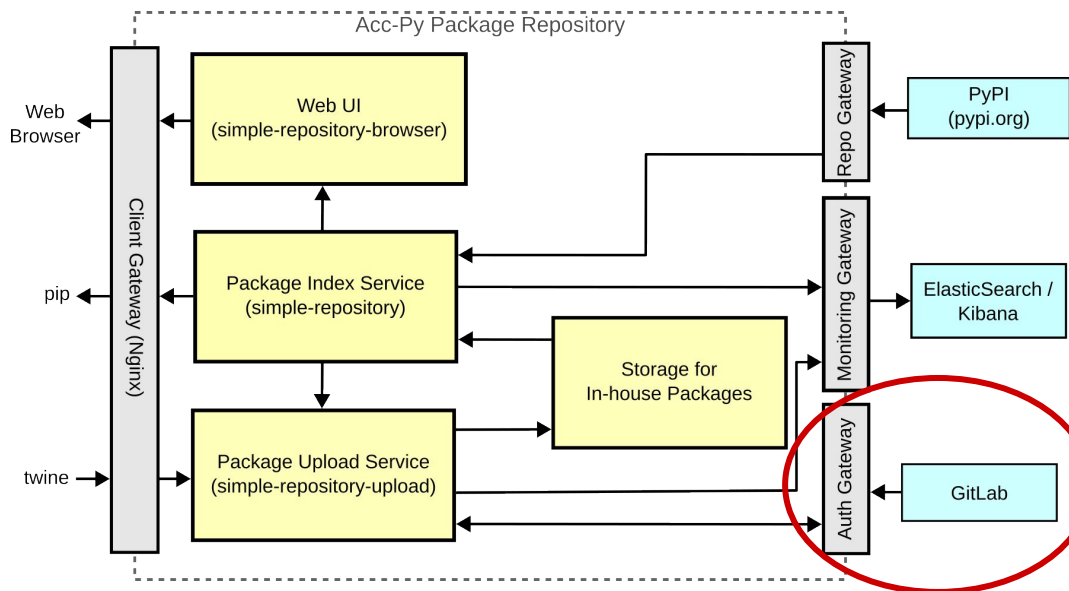 Acc-Py Package Repository
Web
Browser
Web UI
(simple-repository-browser)
Repo Gateway
PyPI
(pypi.org)
Client Gateway (Nginx)
pip
Package Index Service
(simple-repository)
Monitoring Gateway
ElasticSearch /
Kibana
Storage for
In-house Packages
twine
Package Upload Service
(simple-repository-upload)
Auth Gateway
GitLab